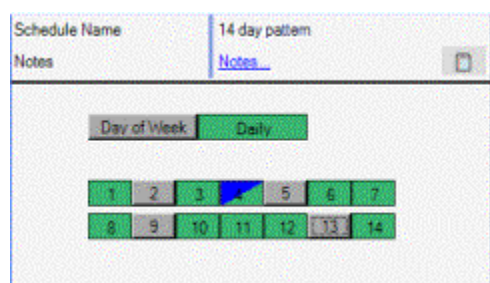 Schedule Name 14 day pattern
Notes Notes...
Day of Week Daily
1 2 3 4 5 6 7
8 9 10 11 12 13 14